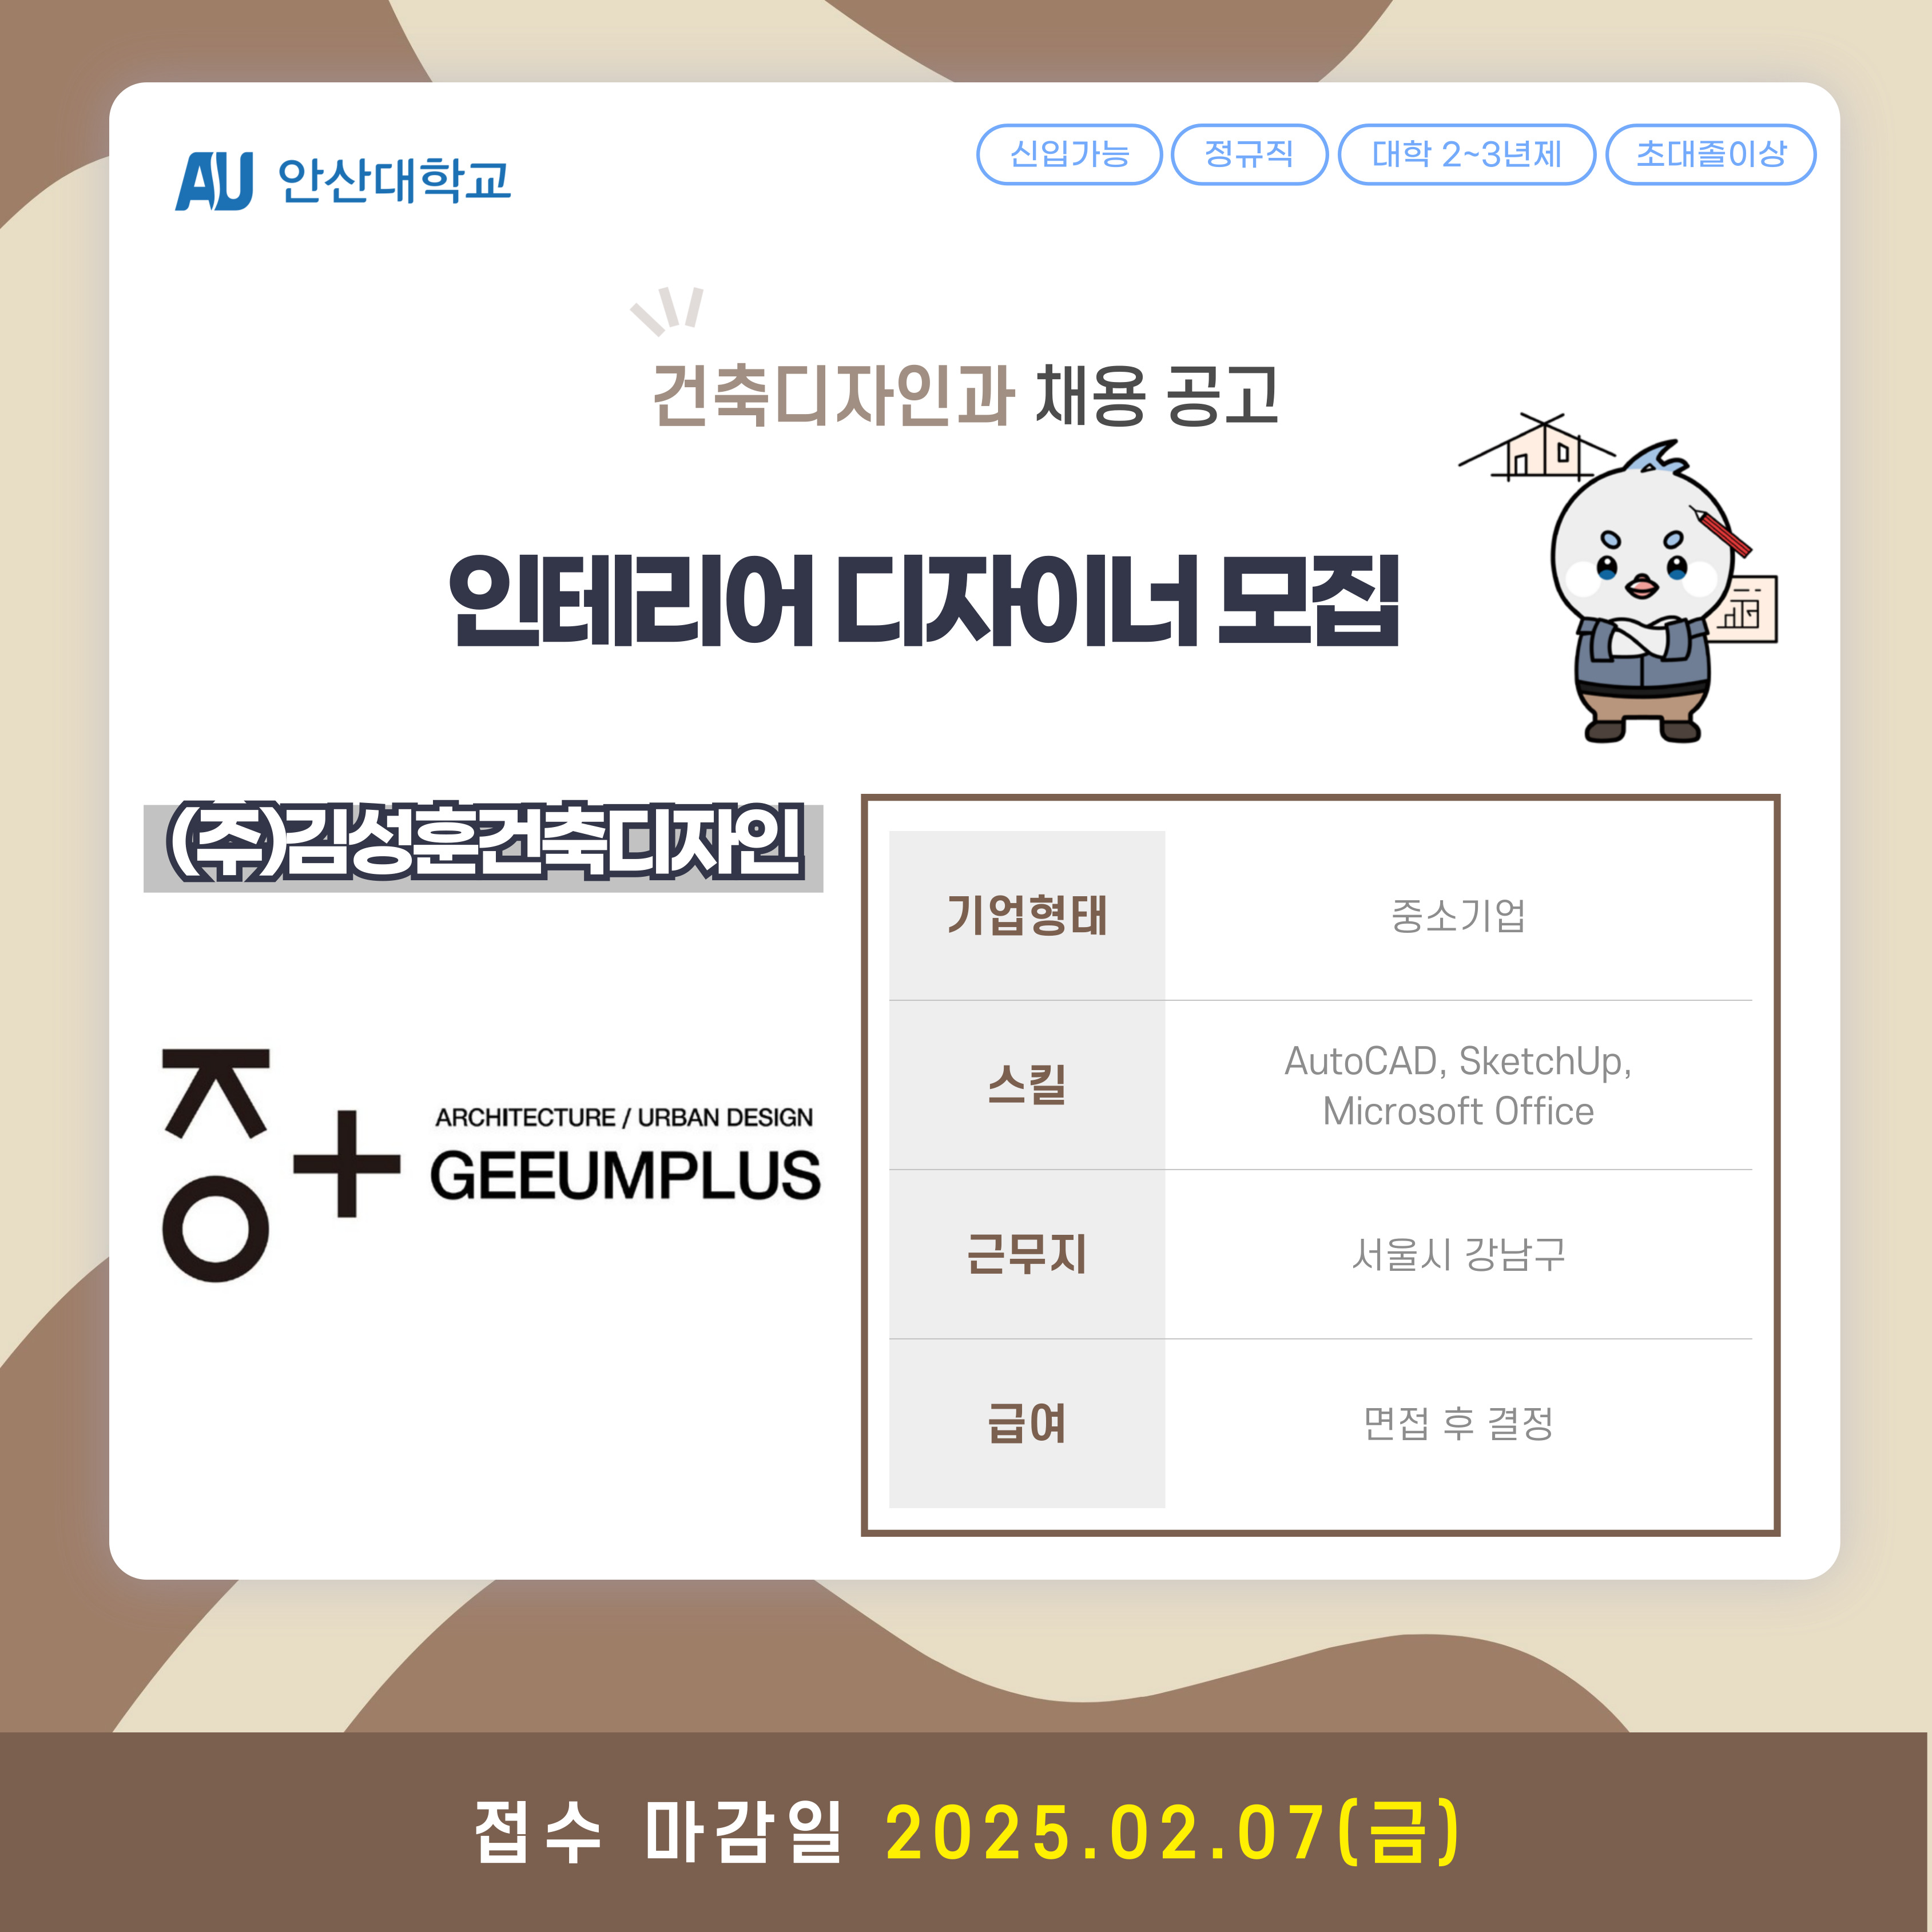 안산대학교
신입가능
정규직
대학 2~3년제
초대졸이상
건축디자인과 채용 공고
인테리어 디자이너 모집
(주)김성훈건축디자인
ARCHITECTURE / URBAN DESIGN
GEEUMPLUS
기업형태
중소기업
스킬
AutoCAD, SketchUp,
Microsoft Office
근무지
서울시 강남구
급여
면접 후 결정
접수 마감일 2025.02.07(금)